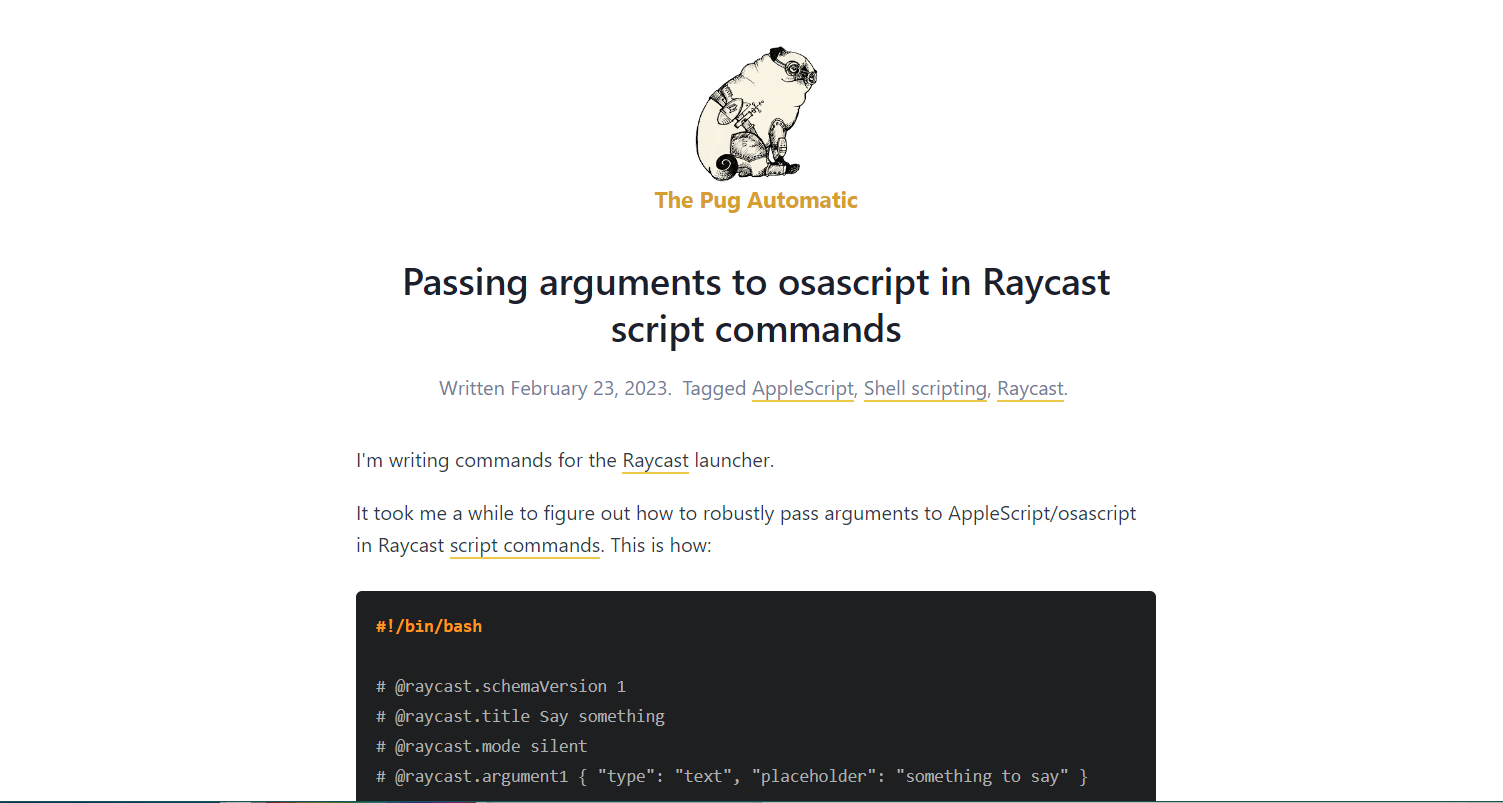 The Pug Automatic
Passing arguments to osascript in Raycast
script commands
Written February 23, 2023. Tagged AppleScript, Shell scripting, Raycast.
I'm writing commands for the Raycast launcher.
It took me a while to figure out how to robustly pass arguments to AppleScript/osascript
in Raycast script commands. This is how:
#!/bin/bash
# @raycast.schemaVersion 1
# @raycast.title Say something
# @raycast.mode silent
# @raycast.argument1 { "type": "text", "placeholder": "something to say" }